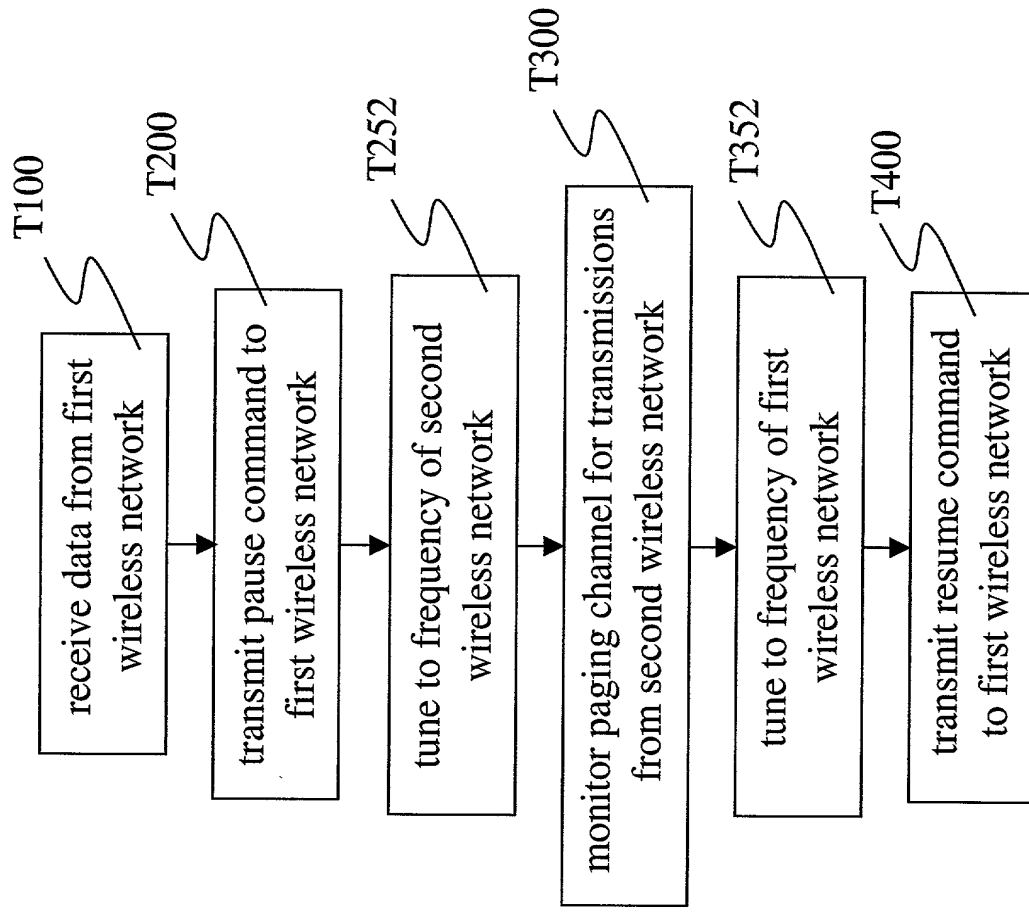 T100
receive data from first
wireless network
T200
transmit pause command to
first wireless network
T252
tune to frequency of second
wireless network
T300
monitor paging channel for transmissions
from second wireless network
T352
tune to frequency of first
wireless network
T400
transmit resume command
to first wireless network